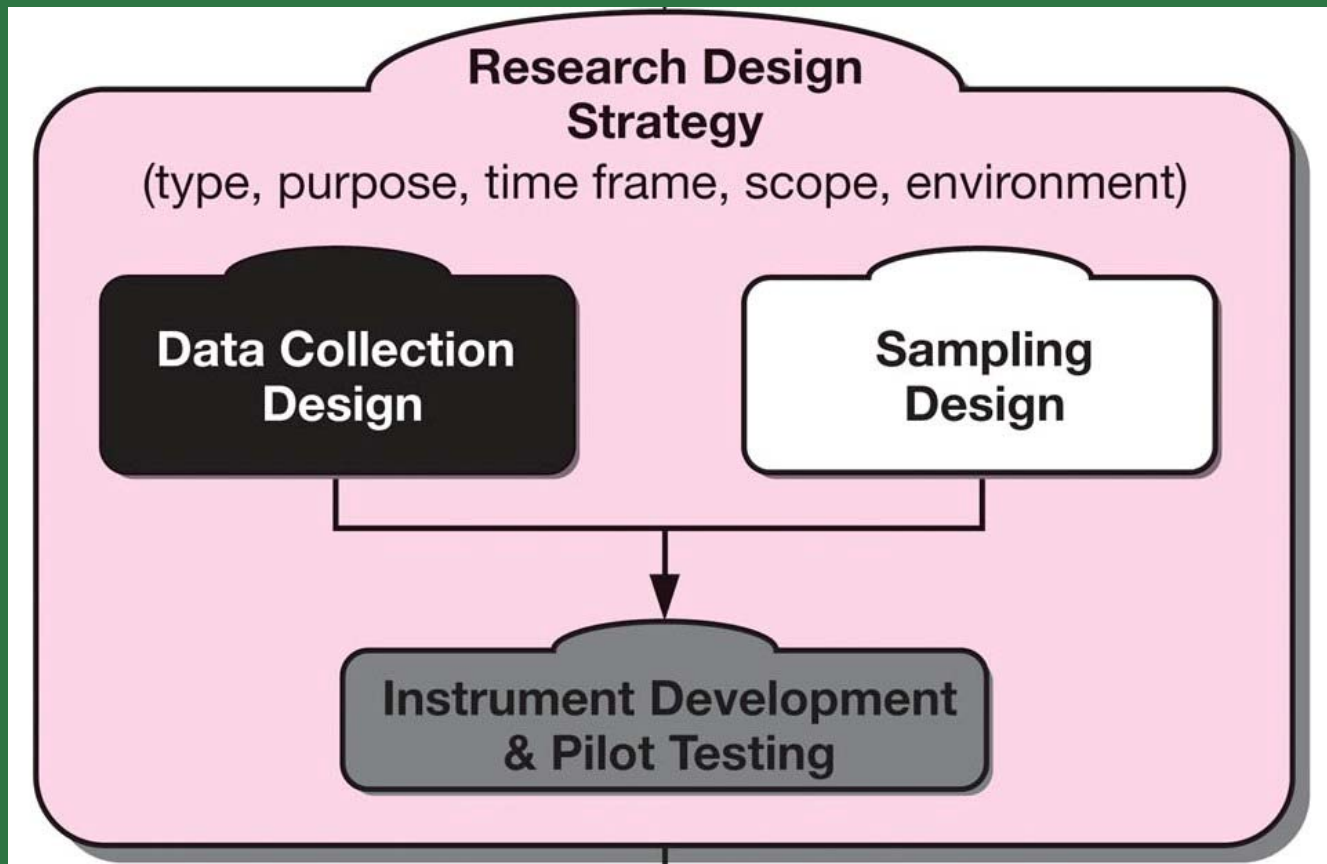 Research Design
Strategy
(type, purpose, time frame, scope, environment)
Data Collection
Design
Sampling
Design
Instrument Development
& Pilot Testing